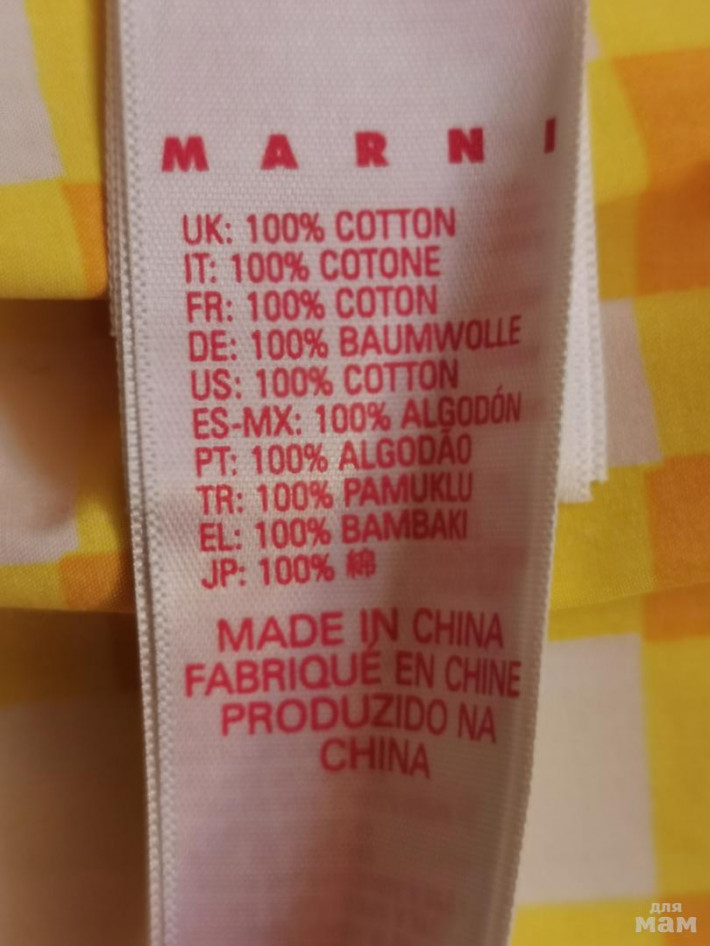 MARNI
UK: 100% COTTON
IT: 100% COTONE
FR: 100% COTON
DE: 100% BAUMWOLLE
US: 100% COTTON
ES-MX: 100% ALGODÓN
PT: 100% ALGODÃO
TR: 100% PAMUKLU
EL: 100% BAMBAKI
JP: 100% 綿
MADE IN CHINA
FABRIQUÉ EN CHINE
PRODUZIDO NA
CHINA
для
мам